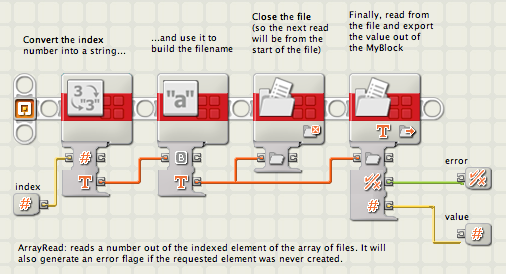 Convert the index
number into a string...
...and use it to
build the filename
Close the file
(so the next read
will be from the
start of the file)
Finally, read from
the file and export
the value out of
the MyBlock
3
"3"
"a"
T
#
T
B
T
#
index
#
error
value
#
ArrayRead: reads a number out of the indexed element of the array of files. It will
also generate an error flage if the requested element was never created.